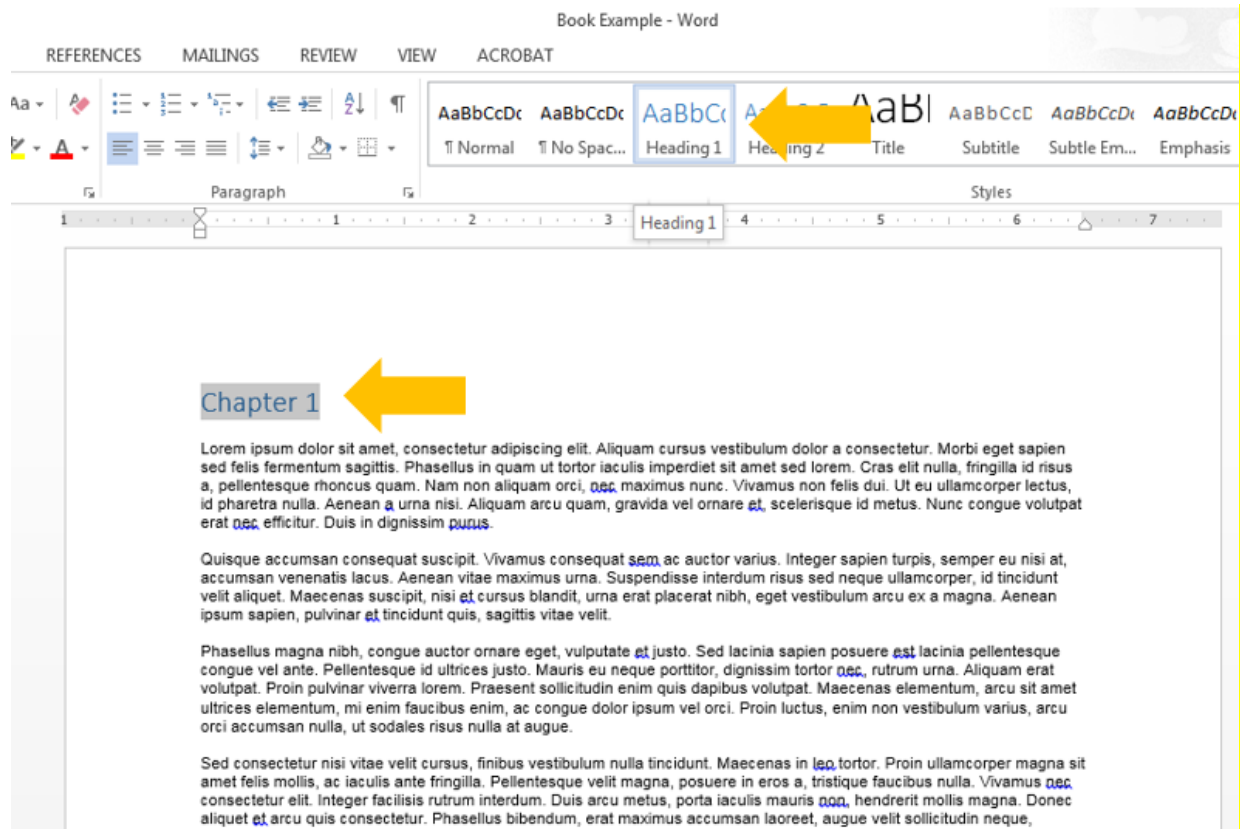 Book Example - Word
REFERENCES MAILINGS REVIEW VIEW ACROBAT
Aa
AaBbCcDc AaBbCcDc AaBbCc AaBl AaBbCcD AaBbCcDc AaBbCcDc
¶ Normal ¶ No Spac... Heading 1 Heading 2 Title Subtitle Subtle Em... Emphasis
Paragraph Styles
1 1 2 3 4 5 6 7
Heading 1
Chapter 1
Lorem ipsum dolor sit amet, consectetur adipiscing elit. Aliquam cursus vestibulum dolor a consectetur. Morbi eget sapien
sed felis fermentum sagittis. Phasellus in quam ut tortor iaculis imperdiet sit amet sed lorem. Cras elit nulla, fringilla id risus
a, pellentesque rhoncus quam. Nam non aliquam orci, nec maximus nunc. Vivamus non felis dui. Ut eu ullamcorper lectus,
id pharetra nulla. Aenean a urna nisi. Aliquam arcu quam, gravida vel ornare et, scelerisque id metus. Nunc congue volutpat
erat nec efficitur. Duis in dignissim purus.
Quisque accumsan consequat suscipit. Vivamus consequat sem ac auctor varius. Integer sapien turpis, semper eu nisi at,
accumsan venenatis lacus. Aenean vitae maximus urna. Suspendisse interdum risus sed neque ullamcorper, id tincidunt
velit aliquet. Maecenas suscipit, nisi et cursus blandit, urna erat placerat nibh, eget vestibulum arcu ex a magna. Aenean
ipsum sapien, pulvinar et tincidunt quis, sagittis vitae velit.
Phasellus magna nibh, congue auctor ornare eget, vulputate et justo. Sed lacinia sapien posuere est lacinia pellentesque
congue vel ante. Pellentesque id ultrices justo. Mauris eu neque porttitor, dignissim tortor nec, rutrum urna. Aliquam erat
volutpat. Proin pulvinar viverra lorem. Praesent sollicitudin enim quis dapibus volutpat. Maecenas elementum, arcu sit amet
ultrices elementum, mi enim faucibus enim, ac congue dolor ipsum vel orci. Proin luctus, enim non vestibulum varius, arcu
orci accumsan nulla, ut sodales risus nulla at augue.
Sed consectetur nisi vitae velit cursus, finibus vestibulum nulla tincidunt. Maecenas in leo tortor. Proin ullamcorper magna sit
amet felis mollis, ac iaculis ante fringilla. Pellentesque velit magna, posuere in eros a, tristique faucibus nulla. Vivamus nec
consectetur elit. Integer facilisis rutrum interdum. Duis arcu metus, porta iaculis mauris non, hendrerit mollis magna. Donec
aliquet et arcu quis consectetur. Phasellus bibendum, erat maximus accumsan laoreet, augue velit sollicitudin neque,